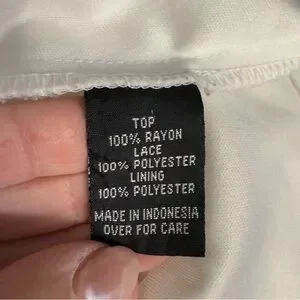 TOP
100% RAYON
LACE
100% POLYESTER
LINING
100% POLYESTER
MADE IN INDONESIA
OVER FOR CARE